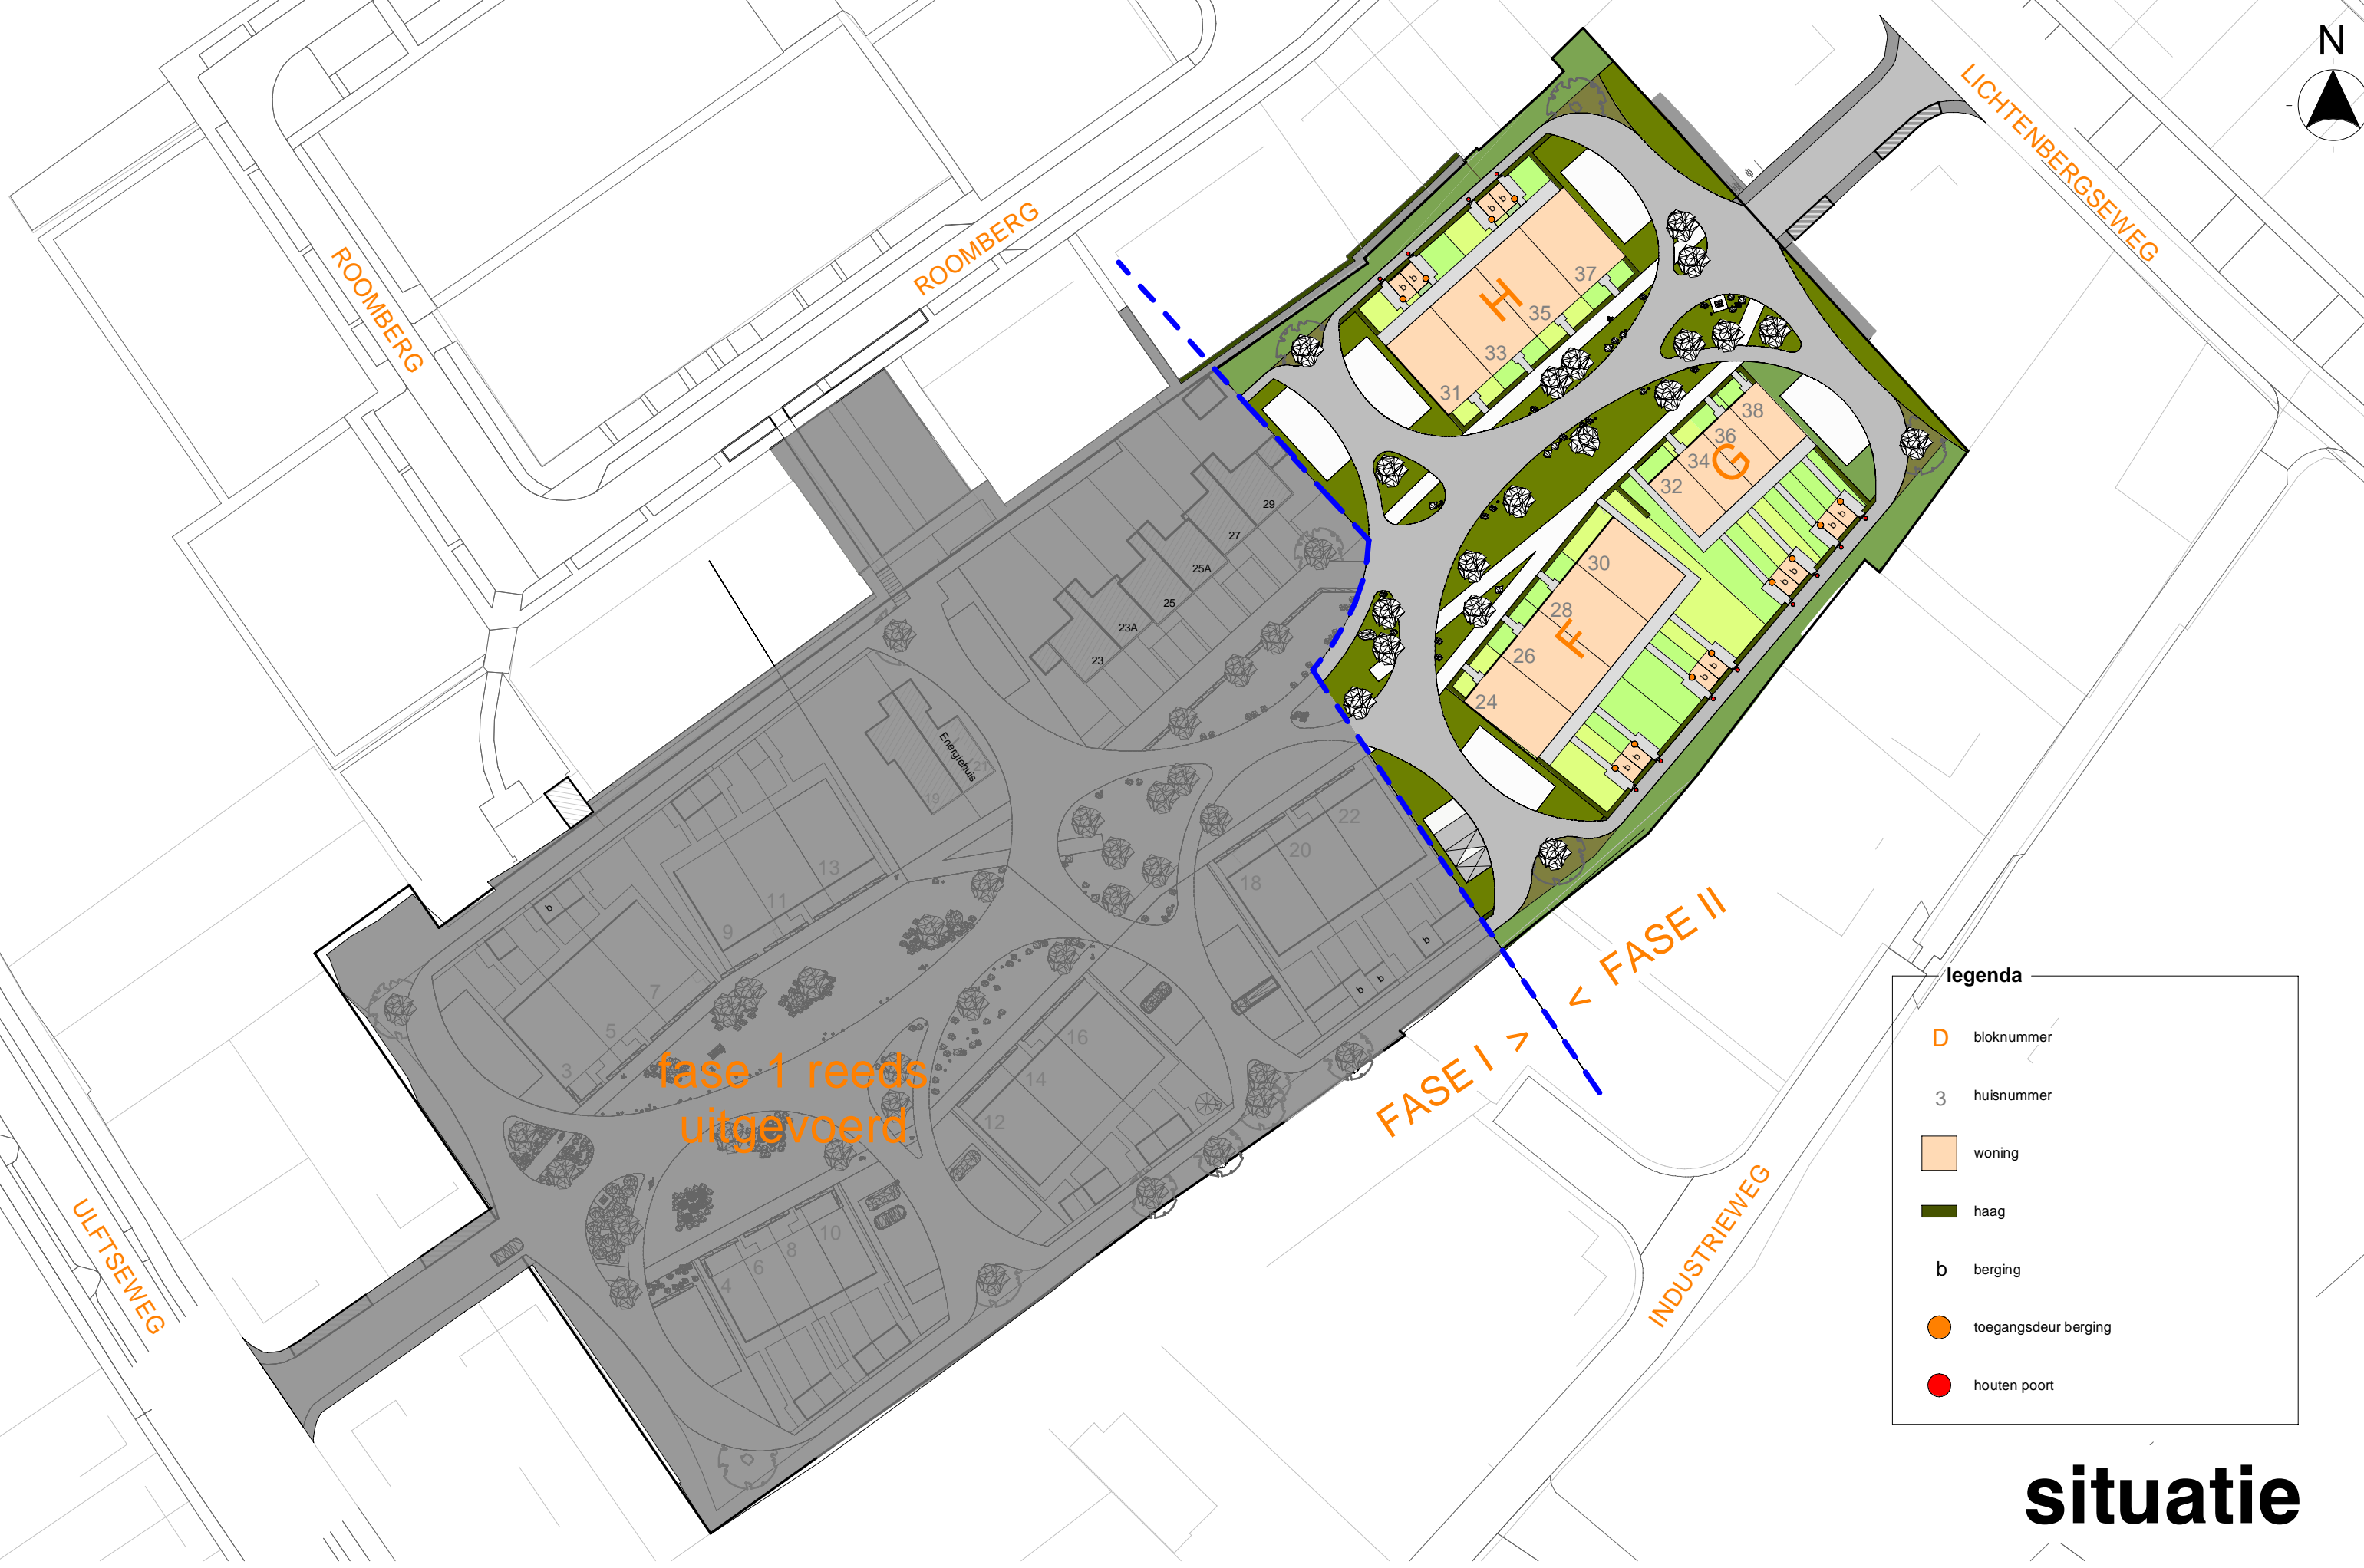 N
LICHTENBERGSEWEG
ROOMBERG
ROOMBERG
b
b
b
b
H
37
35
33
31
38
36
34
32
G
b
b
b
b
30
28
26
24
F
b
b
b
b
29
27
25A
25
23A
23
Energiehuis
21
19
22
20
18
b
b
b
13
11
9
b
7
5
3
16
14
12
10
8
6
4
fase 1 reeds
uitgevoerd
FASE I > < FASE II
ULFTSEWEG
INDUSTRIEWEG
legenda
D bloknummer
3 huisnummer
woning
haag
b berging
toegangsdeur berging
houten poort
situatie